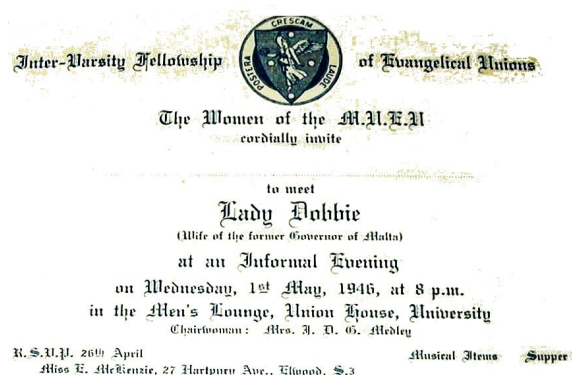 Inter-Varsity Fellowship of Evangelical Unions
POSTERA CRESCAM LAUDE
The Women of the M.U.E.U
cordially invite
to meet
Lady Dobbie
(Wife of the former Governor of Malta)
at an Informal Evening
on Wednesday, 1st May, 1946, at 8 p.m.
in the Men's Lounge, Union House, University
Chairwoman: Mrs. J. D. G. Medley
R.S.V.P. 26th April
Musical Items Supper
Miss E. McKenzie, 27 Hartpury Ave., Elwood, S.3